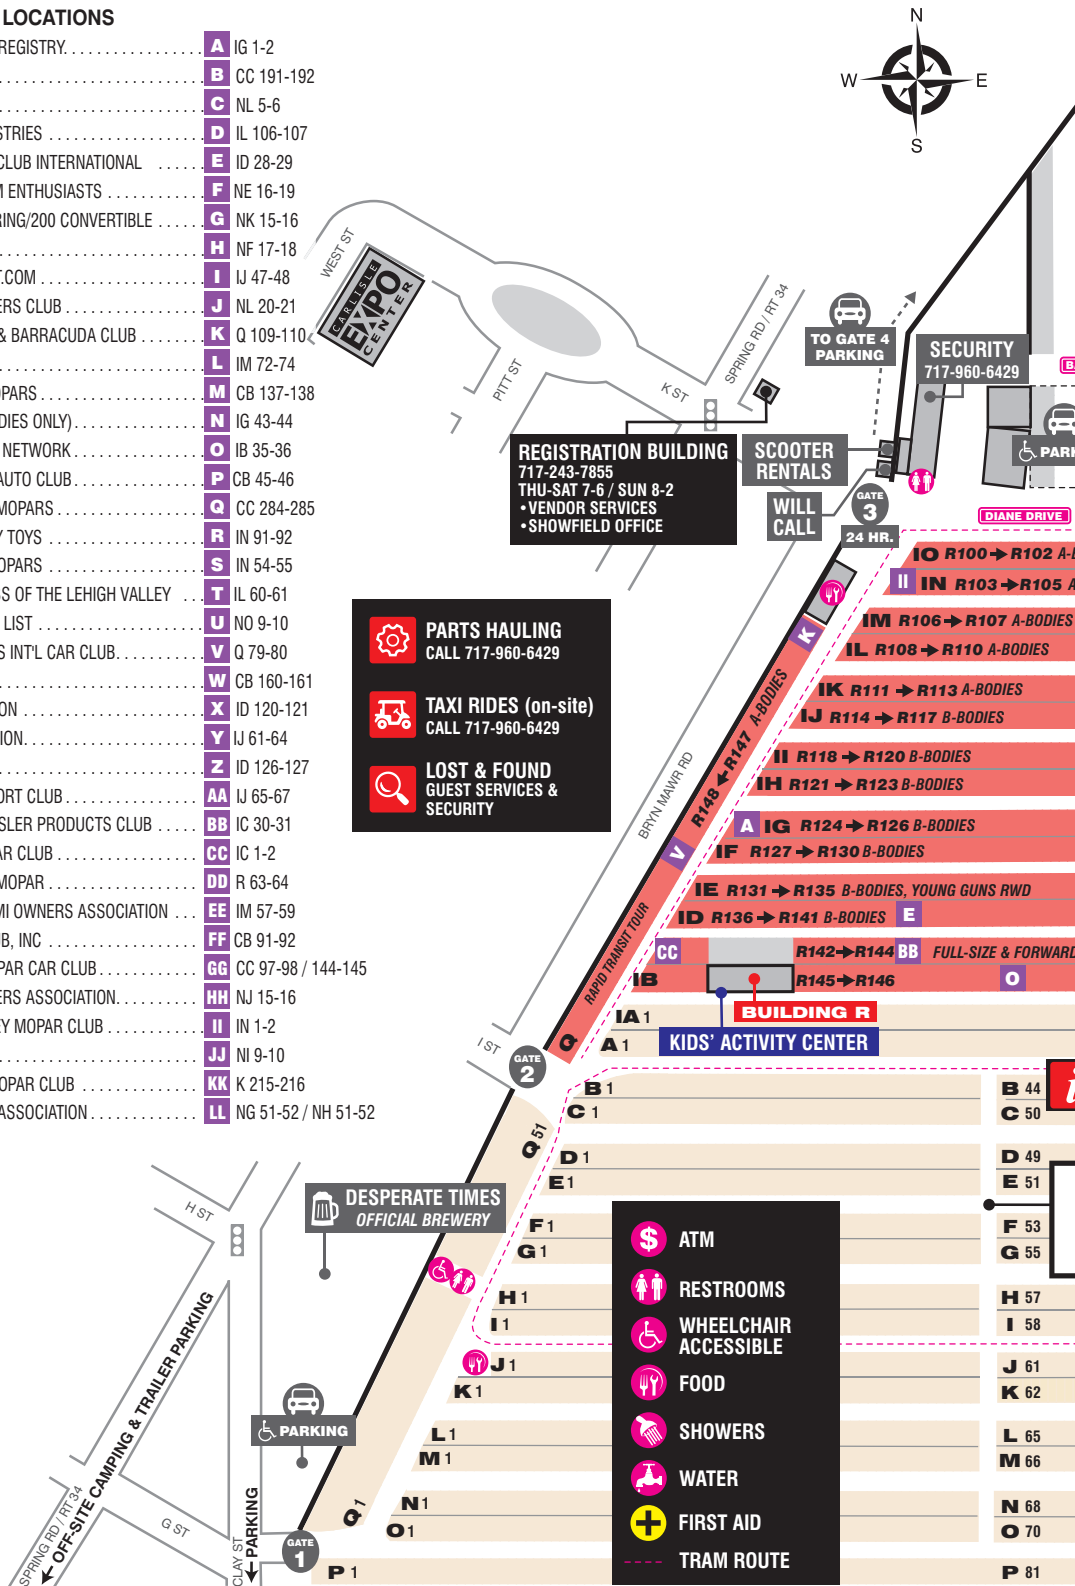 LOCATIONS
REGISTRY. A IG 1-2
B CC 191-192
C NL 5-6
STRIES D IL 106-107
CLUB INTERNATIONAL E ID 28-29
M ENTHUSIASTS F NE 16-19
RING/200 CONVERTIBLE G NK 15-16
H NF 17-18
T.COM I IJ 47-48
ERS CLUB J NL 20-21
& BARRACUDA CLUB K Q 109-110
L IM 72-74
OPARS M CB 137-138
DIES ONLY) N IG 43-44
NETWORK O IB 35-36
AUTO CLUB P CB 45-46
MOPARS Q CC 284-285
Y TOYS R IN 91-92
OPARS S IN 54-55
SS OF THE LEHIGH VALLEY T IL 60-61
LIST U NO 9-10
S INT'L CAR CLUB. V Q 79-80
W CB 160-161
ON X ID 120-121
TION. Y IJ 61-64
Z ID 126-127
ORT CLUB AA IJ 65-67
SLER PRODUCTS CLUB BB IC 30-31
AR CLUB CC IC 1-2
MOPAR DD R 63-64
MI OWNERS ASSOCIATION EE IM 57-59
UB, INC FF CB 91-92
PAR CAR CLUB GG CC 97-98 / 144-145
ERS ASSOCIATION. HH NJ 15-16
EY MOPAR CLUB II IN 1-2
JJ NI 9-10
OPAR CLUB KK K 215-216
ASSOCIATION LL NG 51-52 / NH 51-52
N
W E
S
WEST ST
CARLISLE
EXPO
CENTER
PITT ST
K ST
SPRING RD / RT 34
TO GATE 4
PARKING
SECURITY
717-960-6429
PARK
DIANE DRIVE
REGISTRATION BUILDING
717-243-7855
THU-SAT 7-6 / SUN 8-2
• VENDOR SERVICES
• SHOWFIELD OFFICE
SCOOTER
RENTALS
WILL
CALL
GATE
3
24 HR.
PARTS HAULING
CALL 717-960-6429
TAXI RIDES (on-site)
CALL 717-960-6429
LOST & FOUND
GUEST SERVICES &
SECURITY
BRYN MAWR RD
IO R100 → R102 A-B
II IN R103 → R105 A
IM R106 → R107 A-BODIES
IL R108 → R110 A-BODIES
IK R111 → R113 A-BODIES
IJ R114 → R117 B-BODIES
II R118 → R120 B-BODIES
IH R121 → R123 B-BODIES
A IG R124 → R126 B-BODIES
IF R127 → R130 B-BODIES
IE R131 → R135 B-BODIES, YOUNG GUNS RWD
ID R136 → R141 B-BODIES E
CC R142→R144 BB FULL-SIZE & FORWARD
IB R145→R146 O
K
R148 ← R147 A-BODIES
V
RAPID TRANSIT TOUR
Q
BUILDING R
KIDS' ACTIVITY CENTER
I ST
GATE
2
IA 1
A 1
B 1 B 44
C 1 C 50
Q 51
D 1 D 49
E 1 E 51
F 1 F 53
G 1 G 55
H 1 H 57
I 1 I 58
J 1 J 61
K 1 K 62
L 1 L 65
M 1 M 66
N 1 N 68
O 1 O 70
P 1 P 81
Q 1
DESPERATE TIMES
OFFICIAL BREWERY
H ST
SPRING RD / RT 34
← OFF-SITE CAMPING & TRAILER PARKING
G ST
CLAY ST
← PARKING
PARKING
GATE
1
$ ATM
RESTROOMS
WHEELCHAIR
ACCESSIBLE
FOOD
SHOWERS
WATER
FIRST AID
TRAM ROUTE